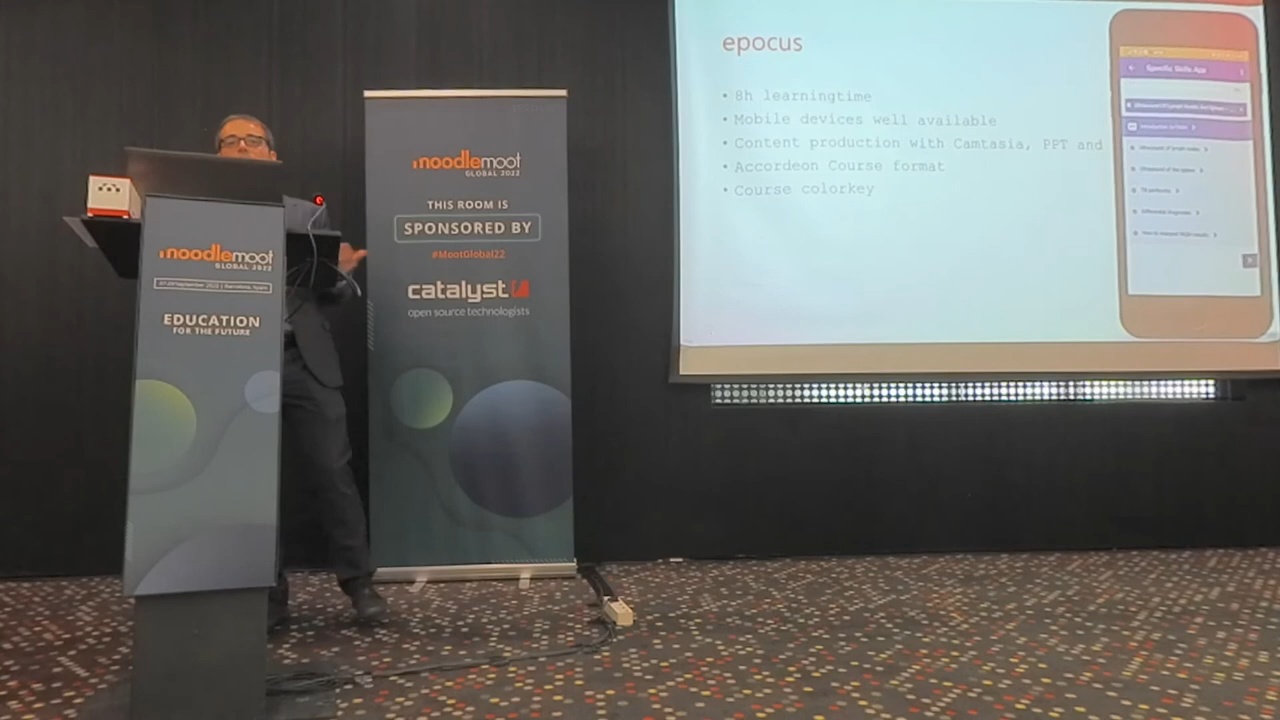 moodlemoot
GLOBAL 2022
EDUCATION
FOR THE FUTURE
moodlemoot
GLOBAL 2022
THIS ROOM IS
SPONSORED BY
#MootGlobal22
catalyst
open source technologists
epocus
• 8h learningtime
• Mobile devices well available
• Content production with Camtasia, PPT and
• Accordeon Course format
• Course colorkey
Specific Skills App